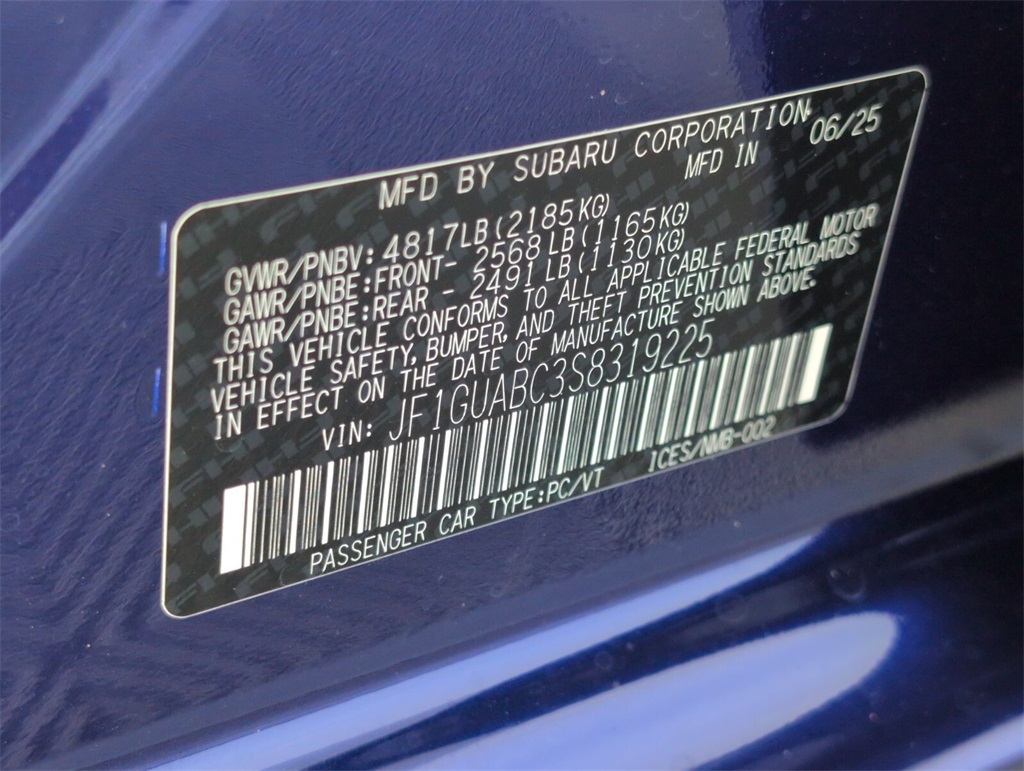 MFD BY SUBARU CORPORATION
MFD IN 06/25
GVWR/PNBV:4817LB(2185KG)
GAWR/PNBE:FRONT- 2568LB(1165KG)
GAWR/PNBE:REAR - 2491LB(1130KG)
THIS VEHICLE CONFORMS TO ALL APPLICABLE FEDERAL MOTOR
VEHICLE SAFETY, BUMPER, AND THEFT PREVENTION STANDARDS
IN EFFECT ON THE DATE OF MANUFACTURE SHOWN ABOVE.
VIN: JF1GUABC3S8319225
PASSENGER CAR TYPE:PC/VT ICES/NMB-002